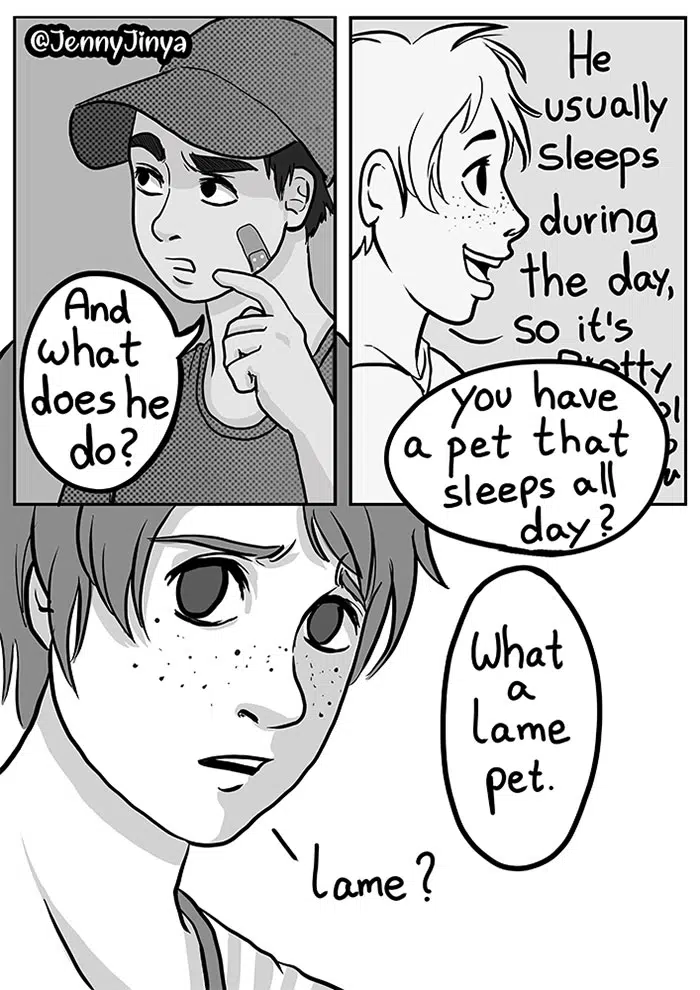 @JennyJinya
And
what
does he
do?
He
usually
sleeps
during
the day,
so it's
Pretty
you have
a pet that
sleeps all
day?
What
a
lame
pet.
lame?